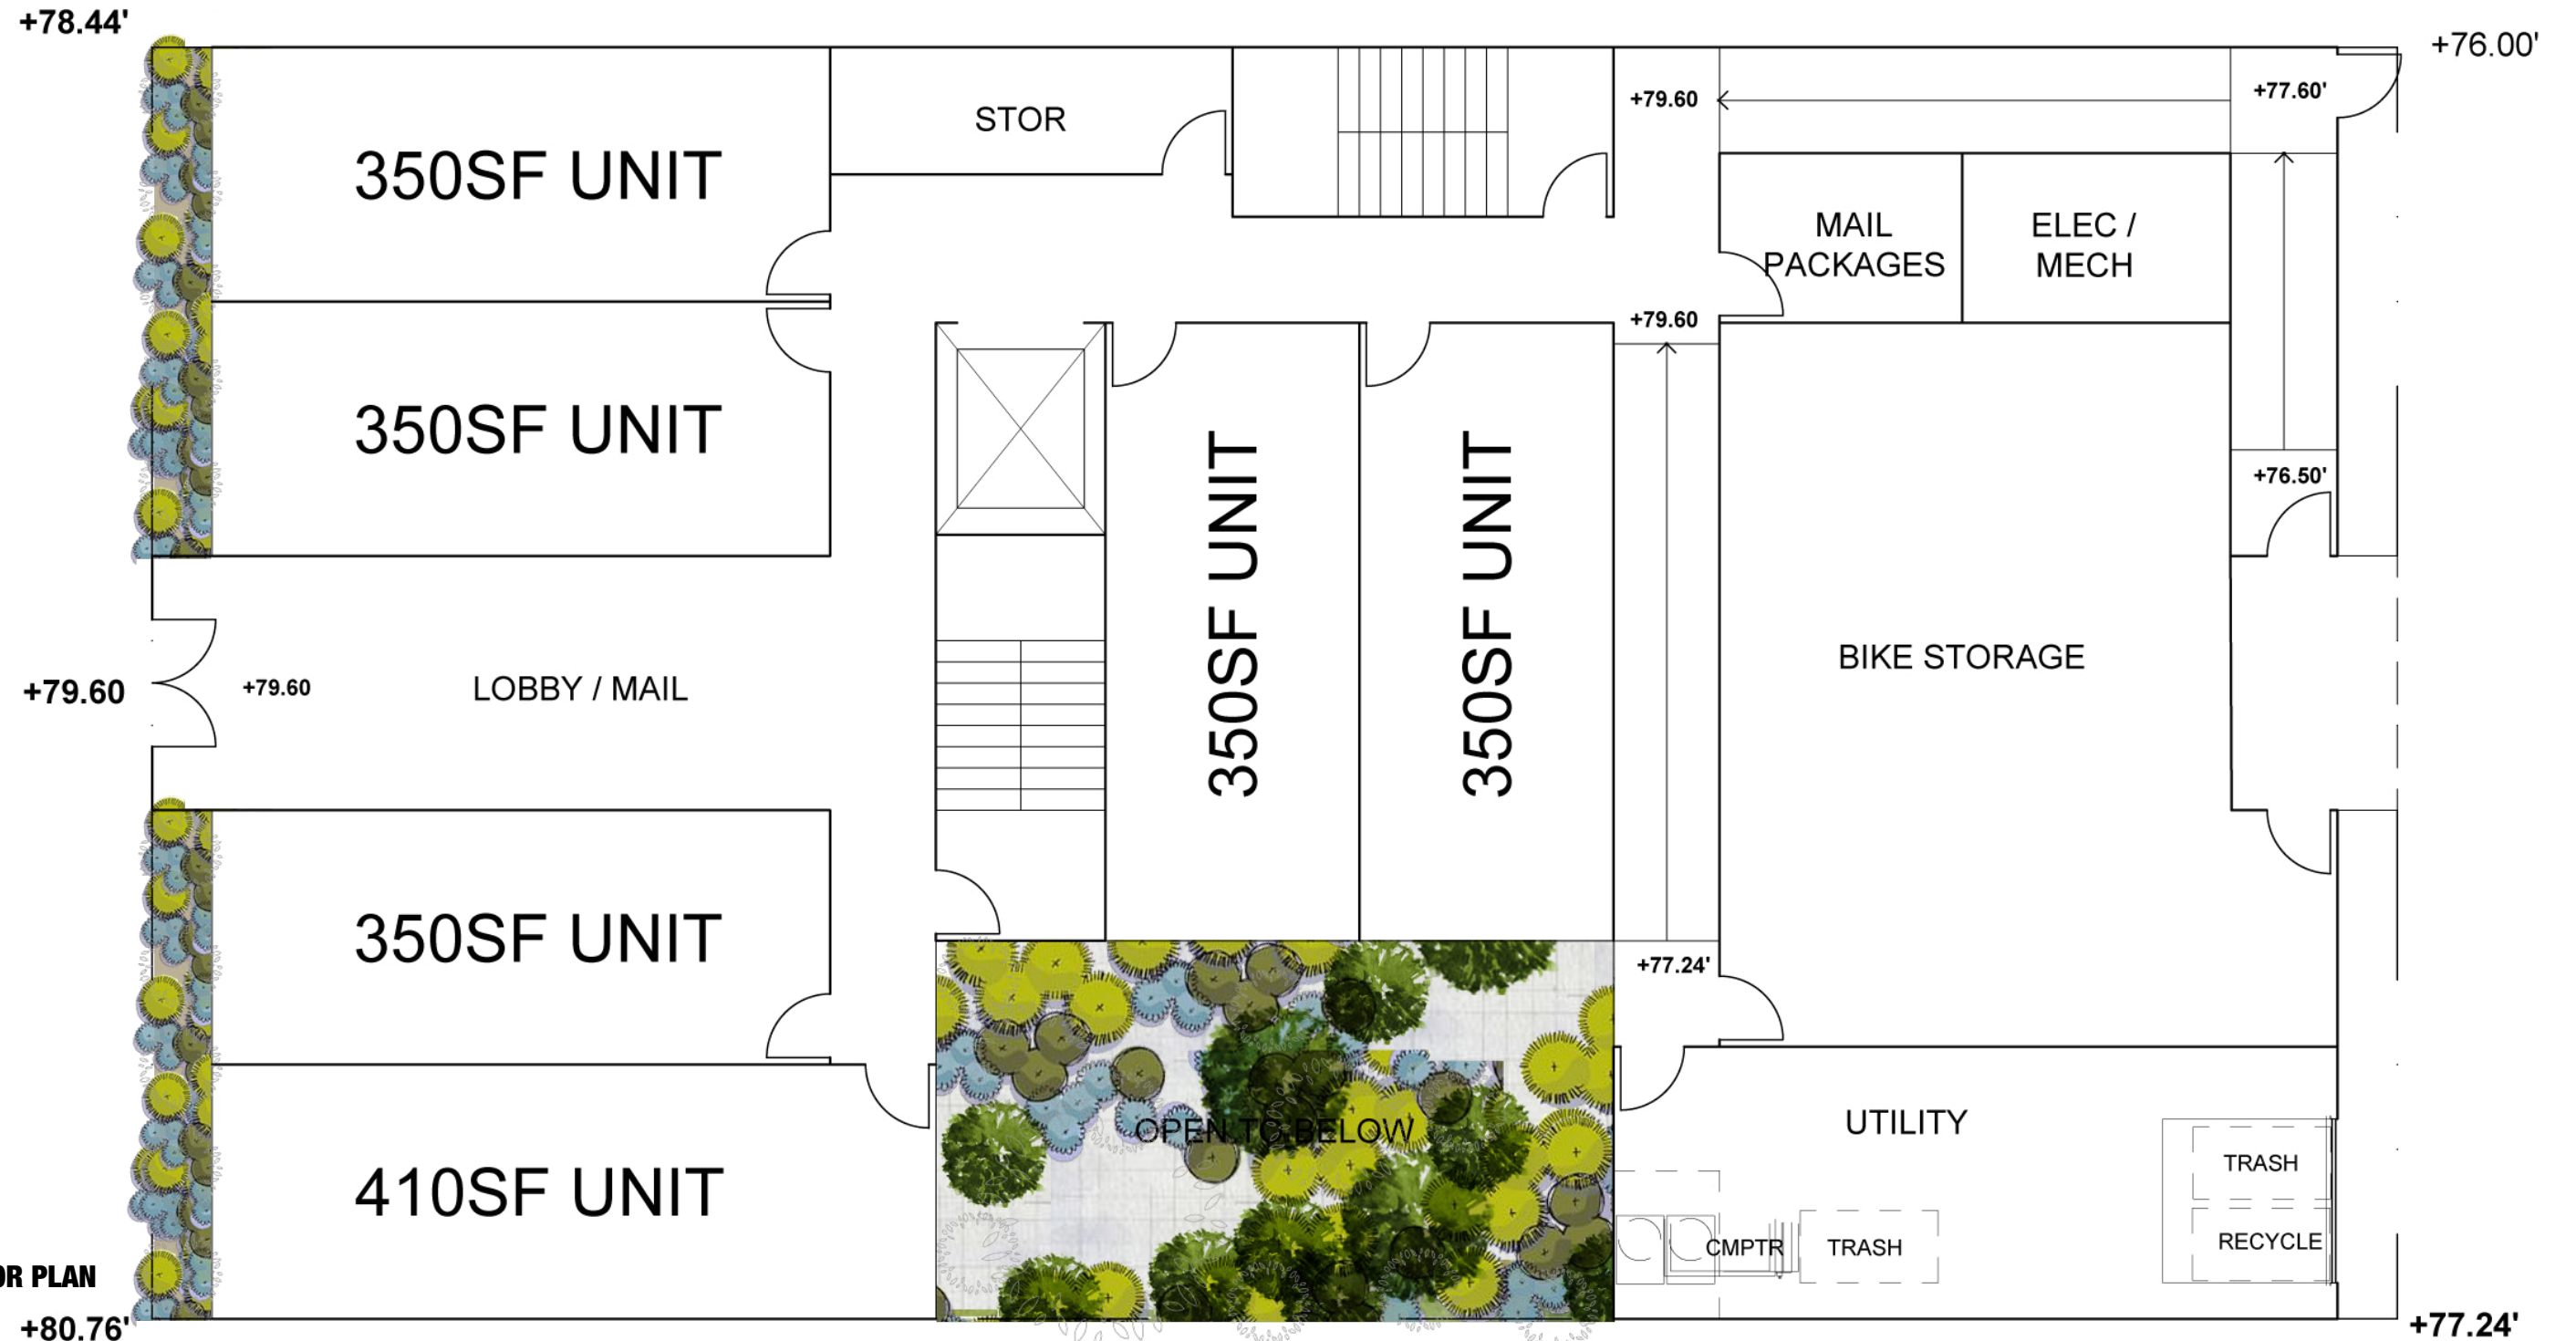 +78.44'
+76.00'
+77.60'
+79.60
STOR
350SF UNIT
MAIL
PACKAGES
ELEC /
MECH
+79.60
350SF UNIT
+76.50'
350SF UNIT
350SF UNIT
BIKE STORAGE
+79.60
+79.60
LOBBY / MAIL
350SF UNIT
+77.24'
UTILITY
OPEN TO BELOW
TRASH
410SF UNIT
RECYCLE
CMPTR
TRASH
OR PLAN
+80.76'
+77.24'